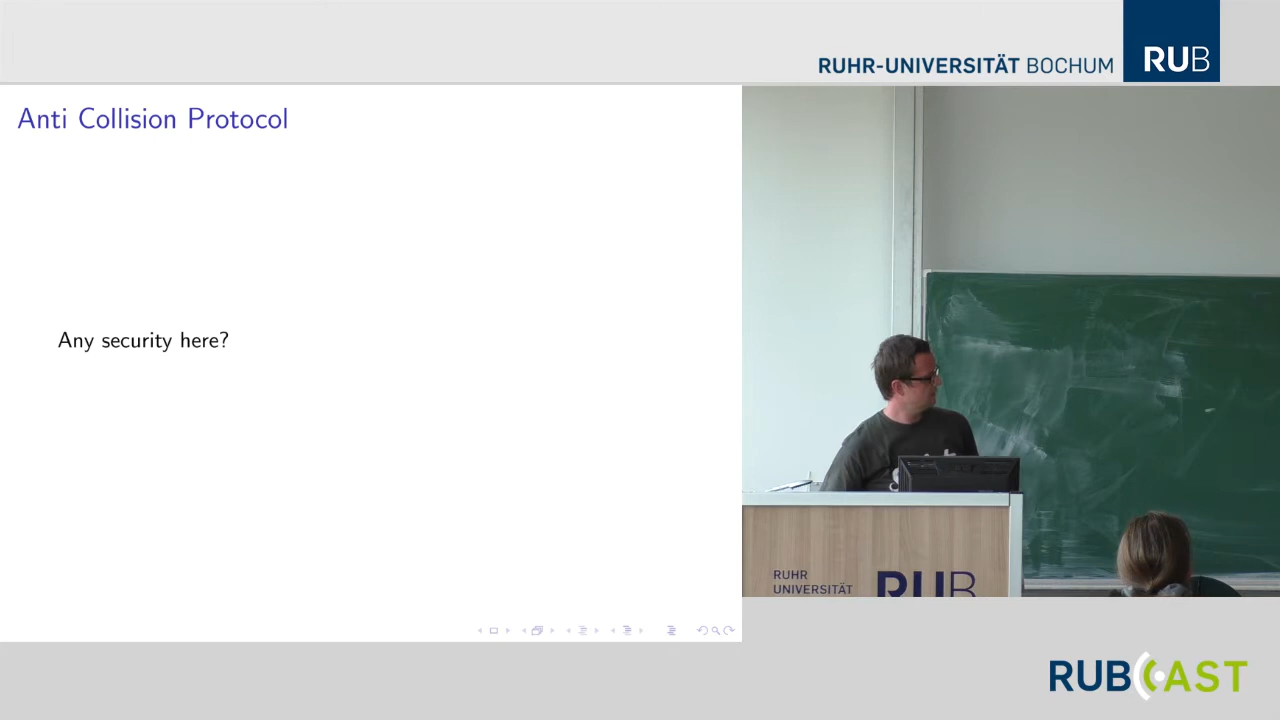 RUHR-UNIVERSITÄT BOCHUM RUB
Anti Collision Protocol
Any security here?
RUHR
UNIVERSITÄT
RUB
RUBCAST